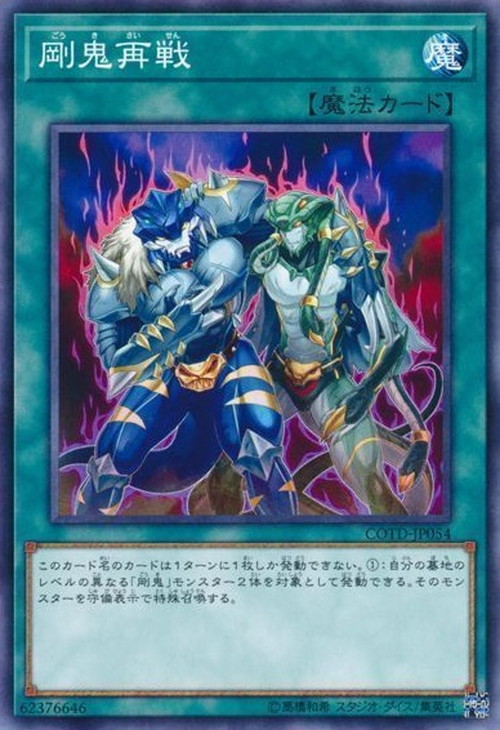 剛鬼再戦
魔
【魔法カード】
COTD-JP054
このカード名のカードは１ターンに１枚しか発動できない。①：自分の墓地の
レベルの異なる「剛鬼」モンスター２体を対象として発動できる。そのモン
スターを守備表示で特殊召喚する。
62376646
©高橋和希 スタジオ・ダイス/集英社